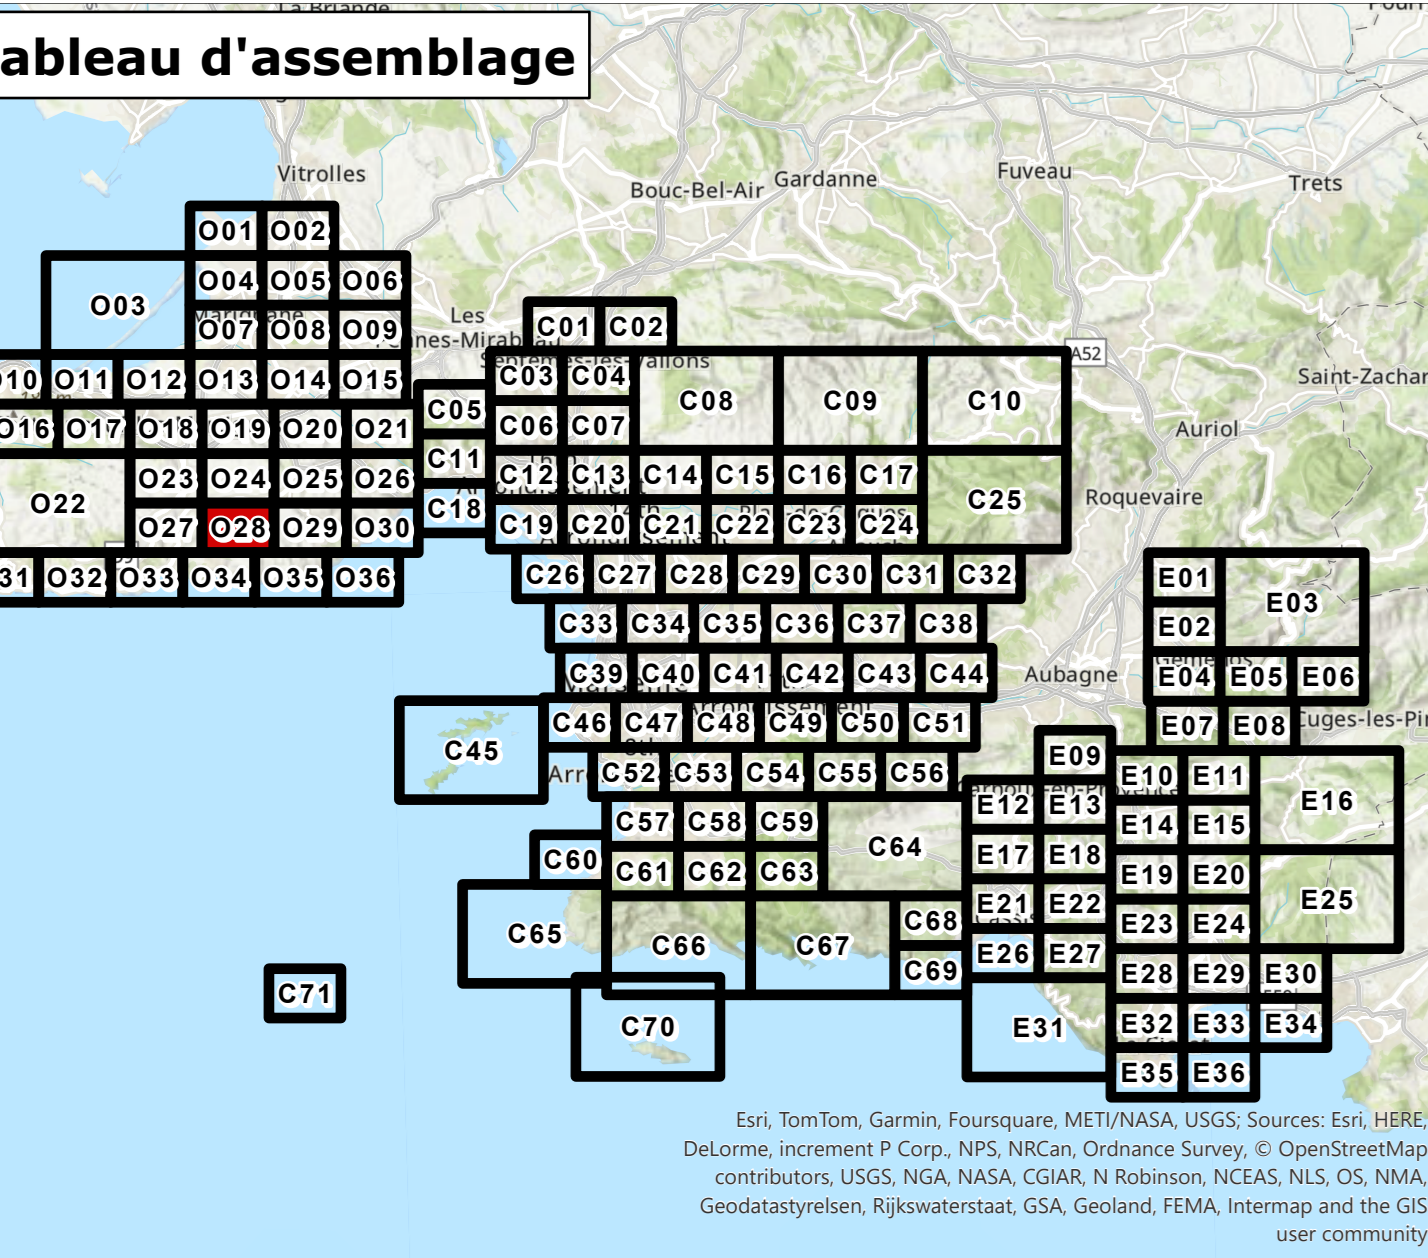 La Briande
ableau d'assemblage
Vitrolles
Bouc-Bel-Air
Gardanne
Fuveau
Trets
O01 O02
O03 O04 O05 O06
Les
O07 O08 O09
C01 C02
A52
Septèmes-les-Vallons
O11 O12 O13 O14 O15
C03 C04
Saint-Zachar
C05 C08 C09 C10
O16 O17 O18 O19 O20 O21
C06 C07
Auriol
C11
O22 O23 O24 O25 O26
C12 C13 C14 C15 C16 C17
C25
Roquevaire
C18
O27 O28 O29 O30
C19 C20 C21 C22 C23 C24
31 O32 O33 O34 O35 O36
C26 C27 C28 C29 C30 C31 C32
E01 E03
C33 C34 C35 C36 C37 C38
E02
C39 C40 C41 C42 C43 C44
Aubagne
Gémenos
E04 E05 E06
Marseille
Arrondissement
C45 C46 C47 C48 C49 C50 C51
E07 E08
Cuges-les-Pi
C52 C53 C54 C55 C56
E09 E10 E11
E12 E13 E16
C57 C58 C59
E14 E15
C60 C64
E17 E18
C61 C62 C63
E19 E20
E21 E22 E25
C65 C66 C67 C68
E23 E24
C69 E26 E27
C71
E28 E29 E30
C70 E31
E32 E33 E34
E35 E36
Esri, TomTom, Garmin, Foursquare, METI/NASA, USGS; Sources: Esri, HERE,
DeLorme, increment P Corp., NPS, NRCan, Ordnance Survey, © OpenStreetMap
contributors, USGS, NGA, NASA, CGIAR, N Robinson, NCEAS, NLS, OS, NMA,
Geodatastyrelsen, Rijkswaterstaat, GSA, Geoland, FEMA, Intermap and the GIS
user community